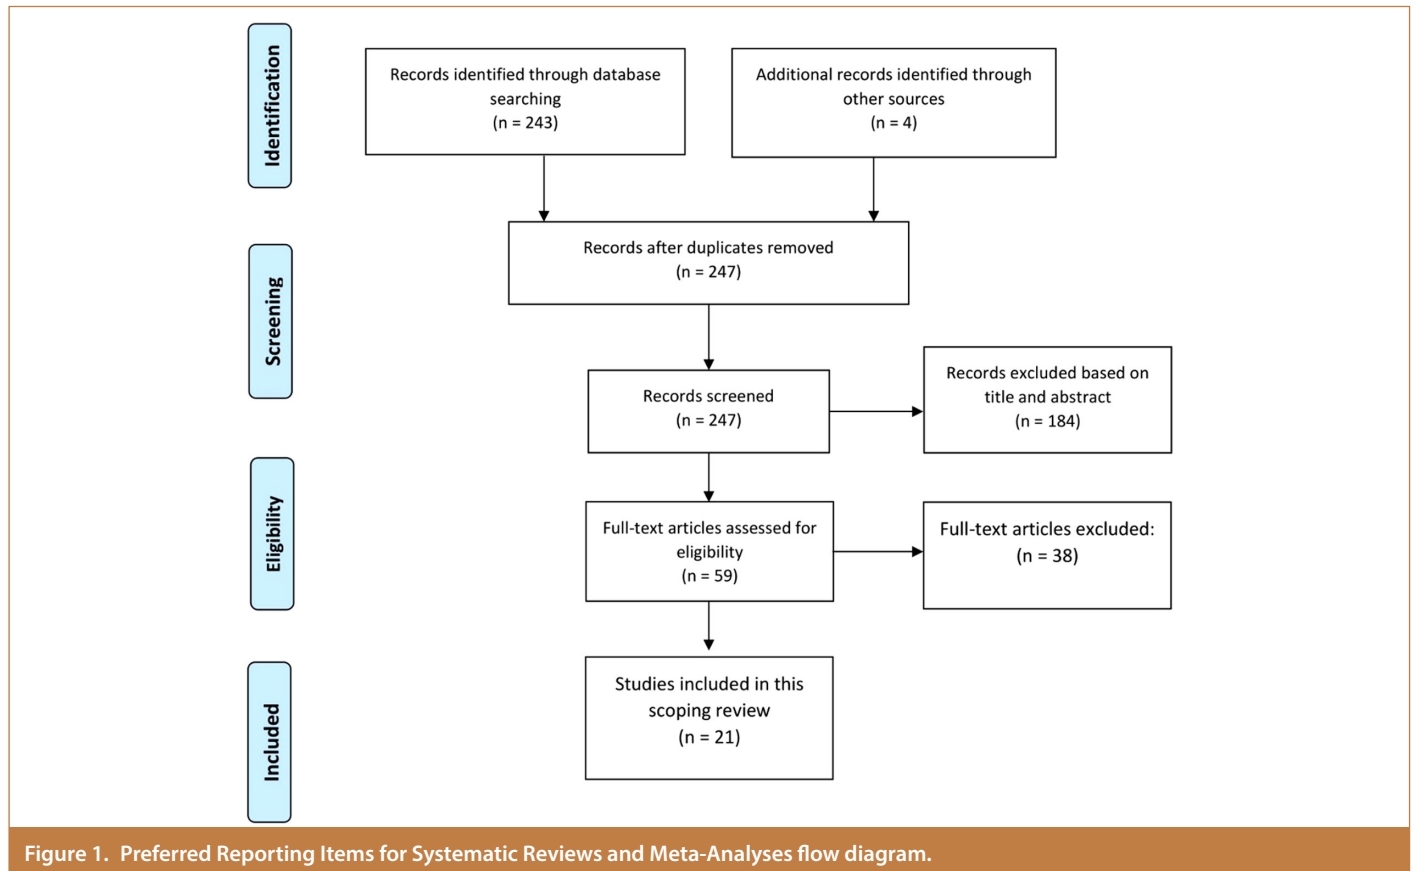 Identification
Records identified through database
searching
(n = 243)
Additional records identified through
other sources
(n = 4)
Screening
Records after duplicates removed
(n = 247)
Records screened
(n = 247)
Records excluded based on
title and abstract
(n = 184)
Eligibility
Full-text articles assessed for
eligibility
(n = 59)
Full-text articles excluded:
(n = 38)
Included
Studies included in this
scoping review
(n = 21)
Figure 1. Preferred Reporting Items for Systematic Reviews and Meta-Analyses flow diagram.